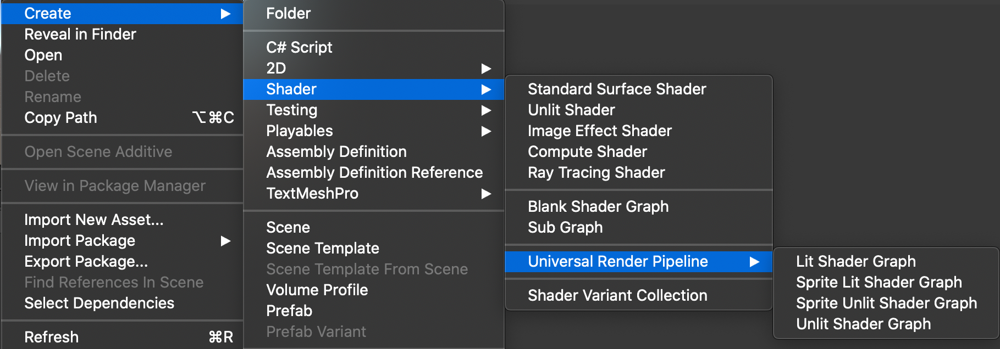 Create
Reveal in Finder
Open
Delete
Rename
Copy Path ⌥⌘C
Open Scene Additive
View in Package Manager
Import New Asset...
Import Package
Export Package...
Find References In Scene
Select Dependencies
Refresh ⌘R
Folder
C# Script
2D
Shader
Testing
Playables
Assembly Definition
Assembly Definition Reference
TextMeshPro
Scene
Scene Template
Scene Template From Scene
Volume Profile
Prefab
Prefab Variant
Standard Surface Shader
Unlit Shader
Image Effect Shader
Compute Shader
Ray Tracing Shader
Blank Shader Graph
Sub Graph
Universal Render Pipeline
Shader Variant Collection
Lit Shader Graph
Sprite Lit Shader Graph
Sprite Unlit Shader Graph
Unlit Shader Graph